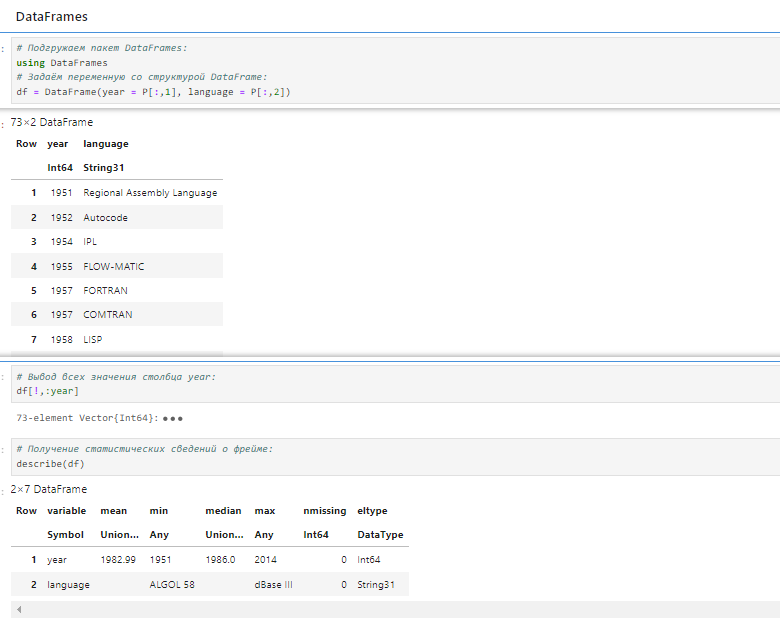 DataFrames
# Подгружаем пакет DataFrames:
using DataFrames
# Задаём переменную со структурой DataFrame:
df = DataFrame(year = P[:,1], language = P[:,2])
73×2 DataFrame
Row year language
Int64 String31
1 1951 Regional Assembly Language
2 1952 Autocode
3 1954 IPL
4 1955 FLOW-MATIC
5 1957 FORTRAN
6 1957 COMTRAN
7 1958 LISP
# Вывод всех значения столбца year:
df[!,:year]
73-element Vector{Int64}: •••
# Получение статистических сведений о фрейме:
describe(df)
2×7 DataFrame
Row variable mean min median max nmissing eltype
Symbol Union... Any Union... Any Int64 DataType
1 year 1982.99 1951 1986.0 2014 0 Int64
2 language ALGOL 58 dBase III 0 String31